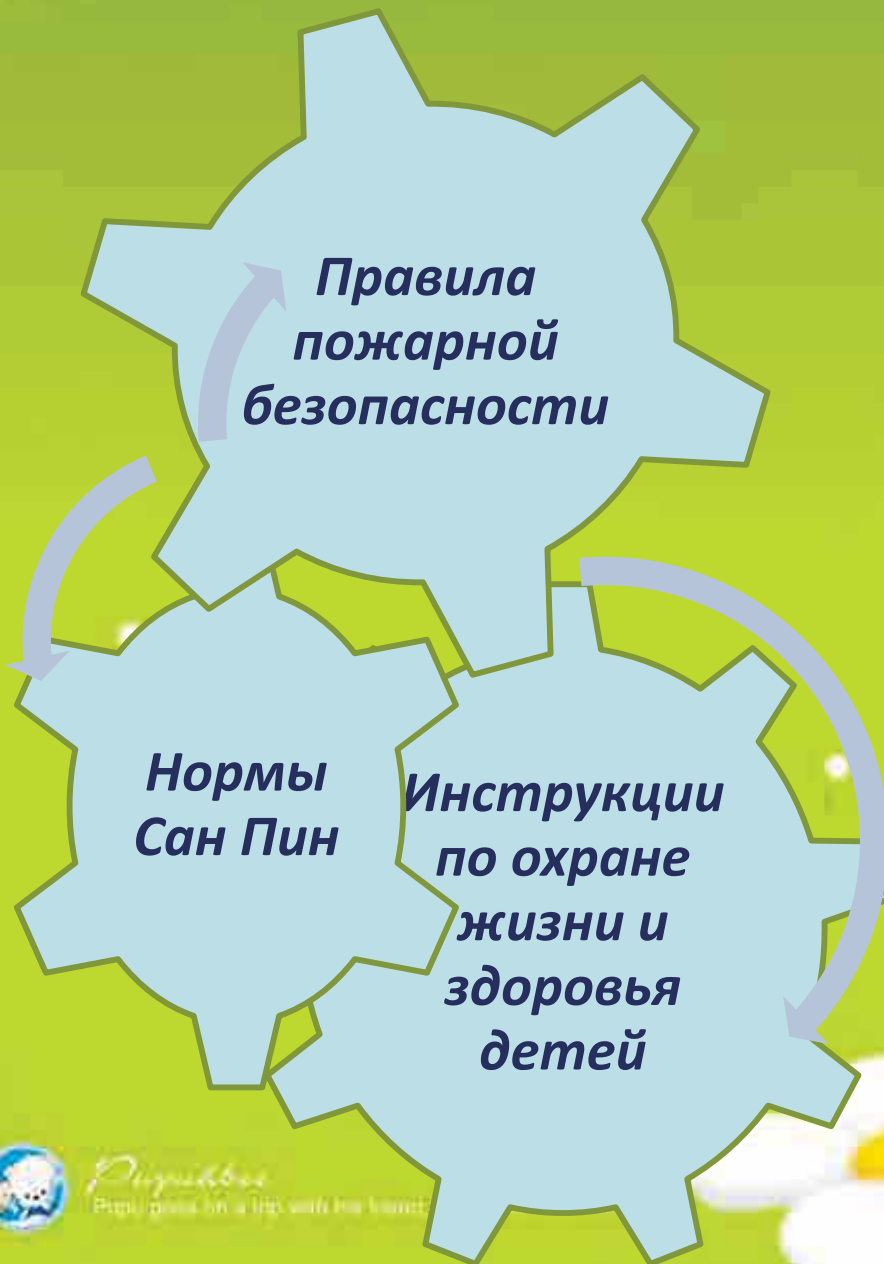 Правила
пожарной
безопасности
Нормы
Сан Пин
Инструкции
по охране
жизни и
здоровья
детей